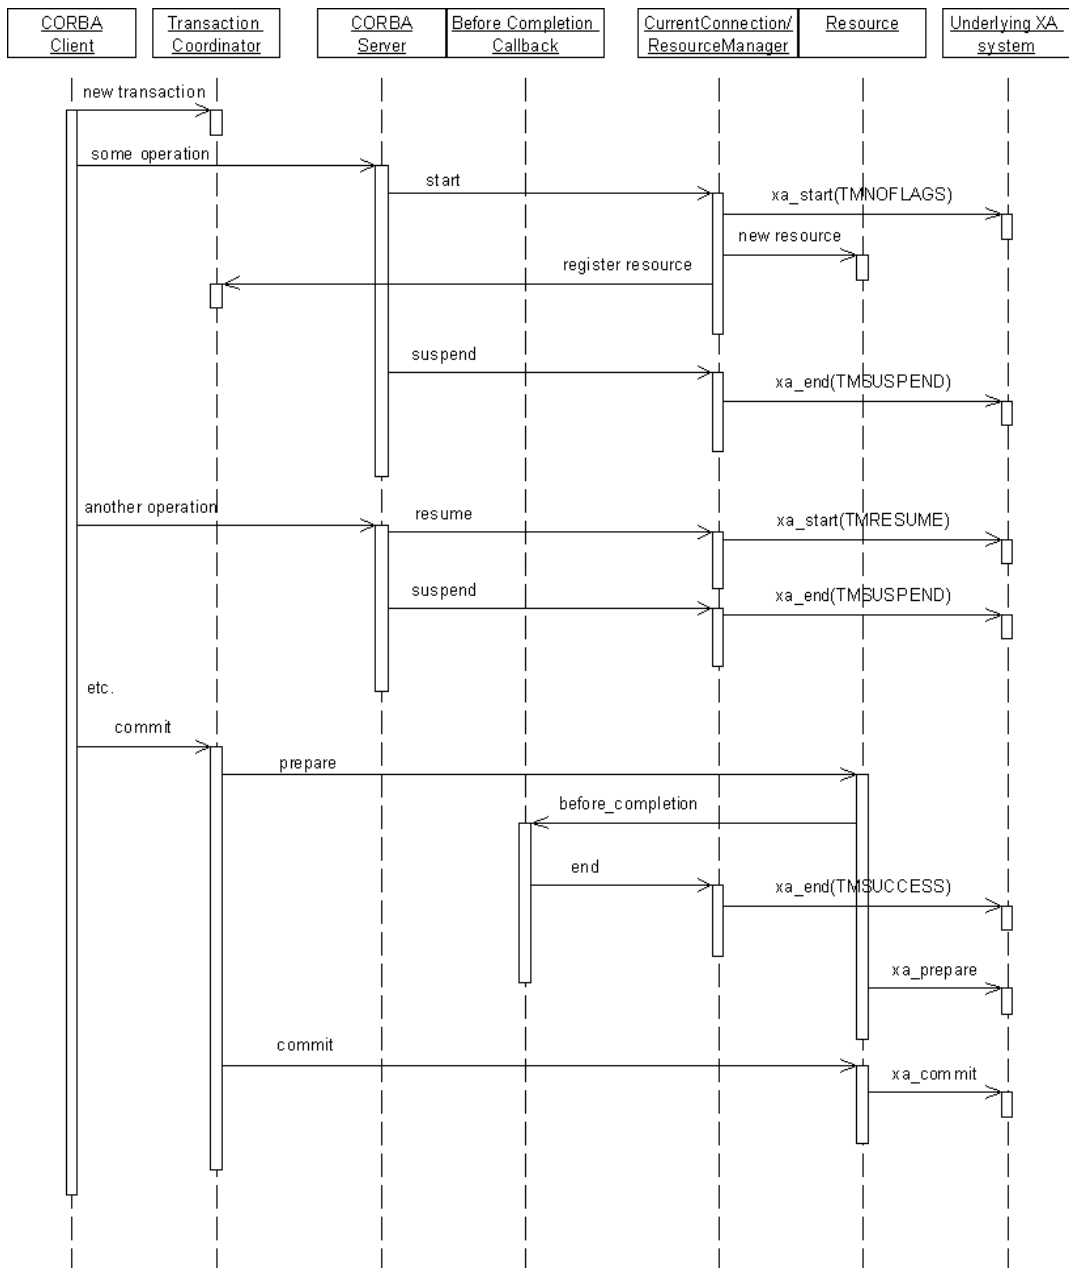 CORBA
Client
Transaction
Coordinator
CORBA
Server
Before Completion
Callback
CurrentConnection/
ResourceManager
Resource
Underlying XA
system
new transaction
some operation
start
xa_start(TMNOFLAGS)
new resource
register resource
suspend
xa_end(TMSUSPEND)
another operation
resume
xa_start(TMRESUME)
suspend
xa_end(TMSUSPEND)
etc.
commit
prepare
before_completion
end
xa_end(TMSUCCESS)
xa_prepare
commit
xa_commit